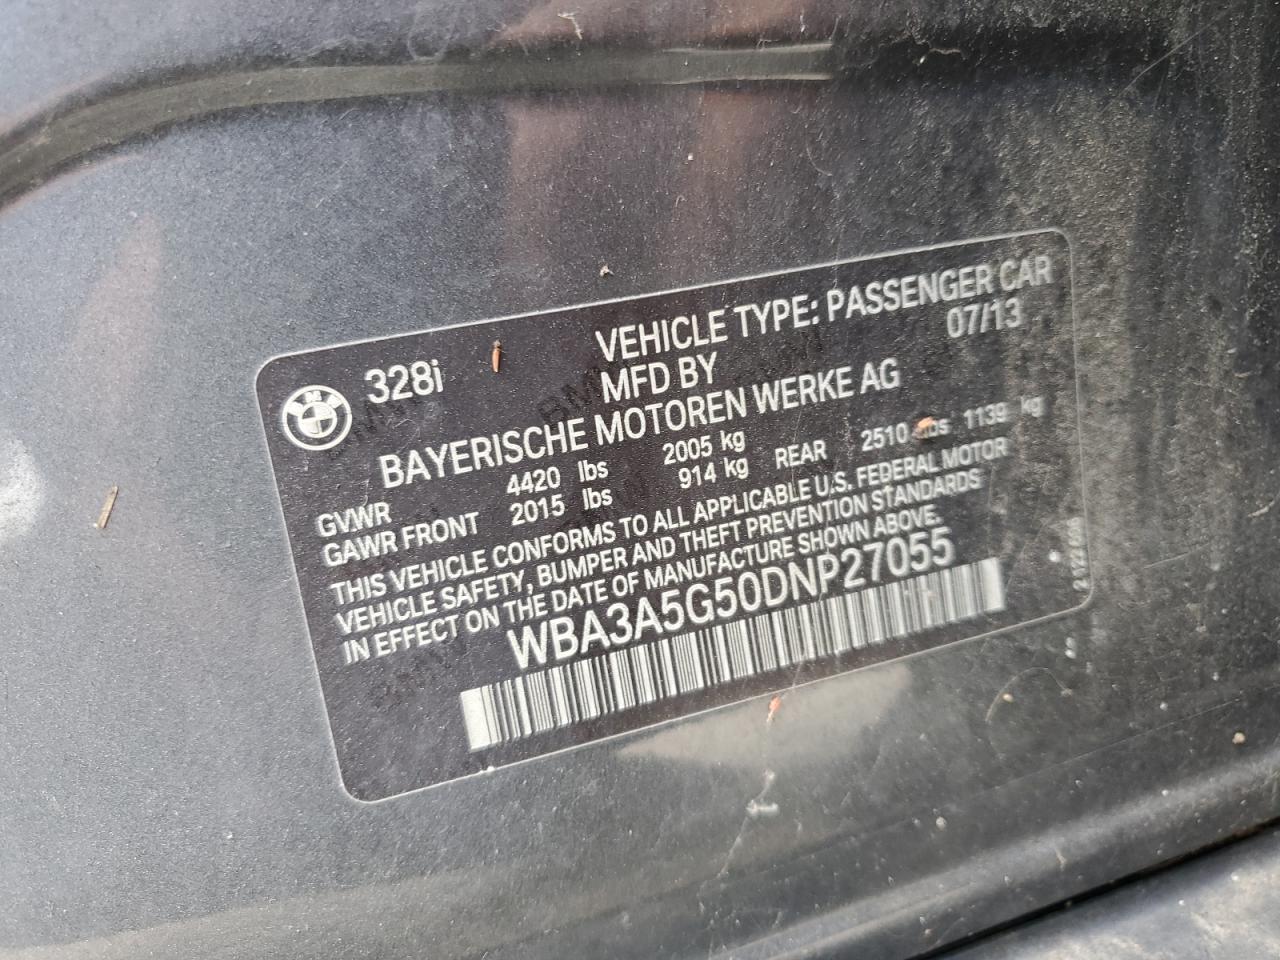 BMW
328i
VEHICLE TYPE: PASSENGER CAR
MFD BY 07/13
BAYERISCHE MOTOREN WERKE AG
GVWR 4420 lbs 2005 kg
GAWR FRONT 2015 lbs 914 kg REAR 2510 lbs 1139 kg
THIS VEHICLE CONFORMS TO ALL APPLICABLE U.S. FEDERAL MOTOR
VEHICLE SAFETY, BUMPER AND THEFT PREVENTION STANDARDS
IN EFFECT ON THE DATE OF MANUFACTURE SHOWN ABOVE.
WBA3A5G50DNP27055